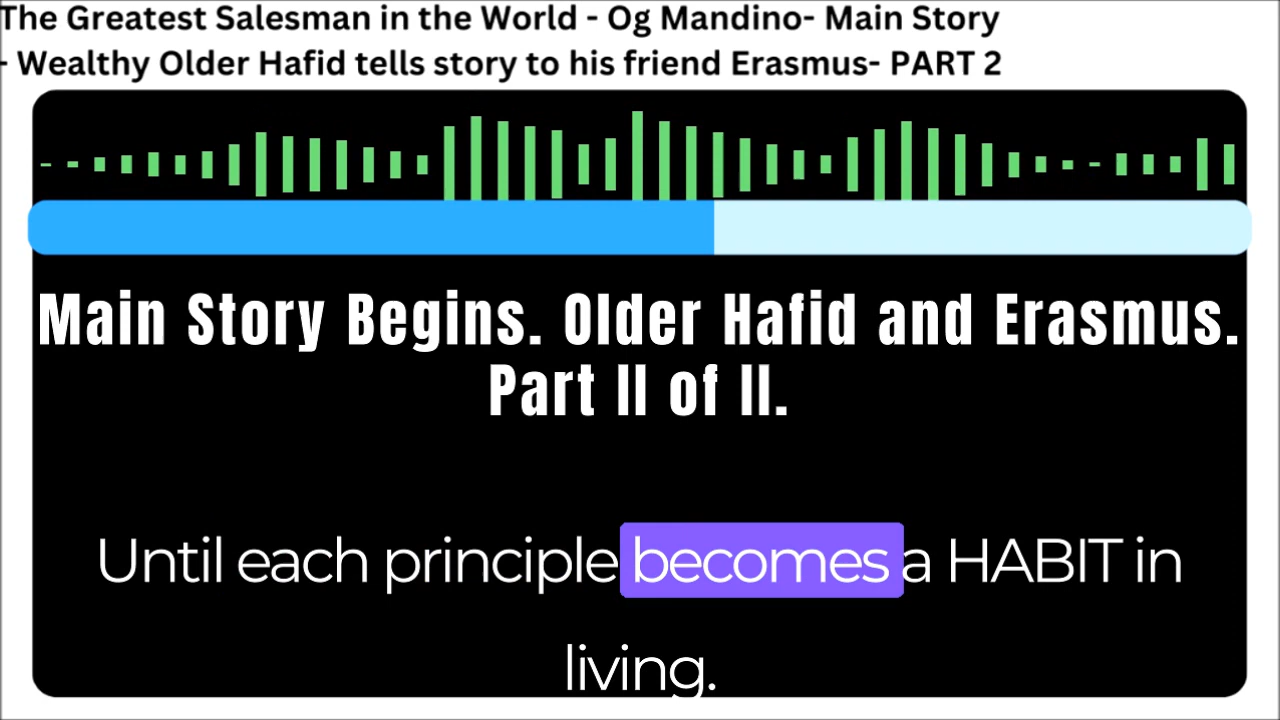 The Greatest Salesman in the World - Og Mandino- Main Story
- Wealthy Older Hafid tells story to his friend Erasmus- PART 2
Main Story Begins. Older Hafid and Erasmus.
Part II of II.
Until each principle becomes a HABIT in
living.